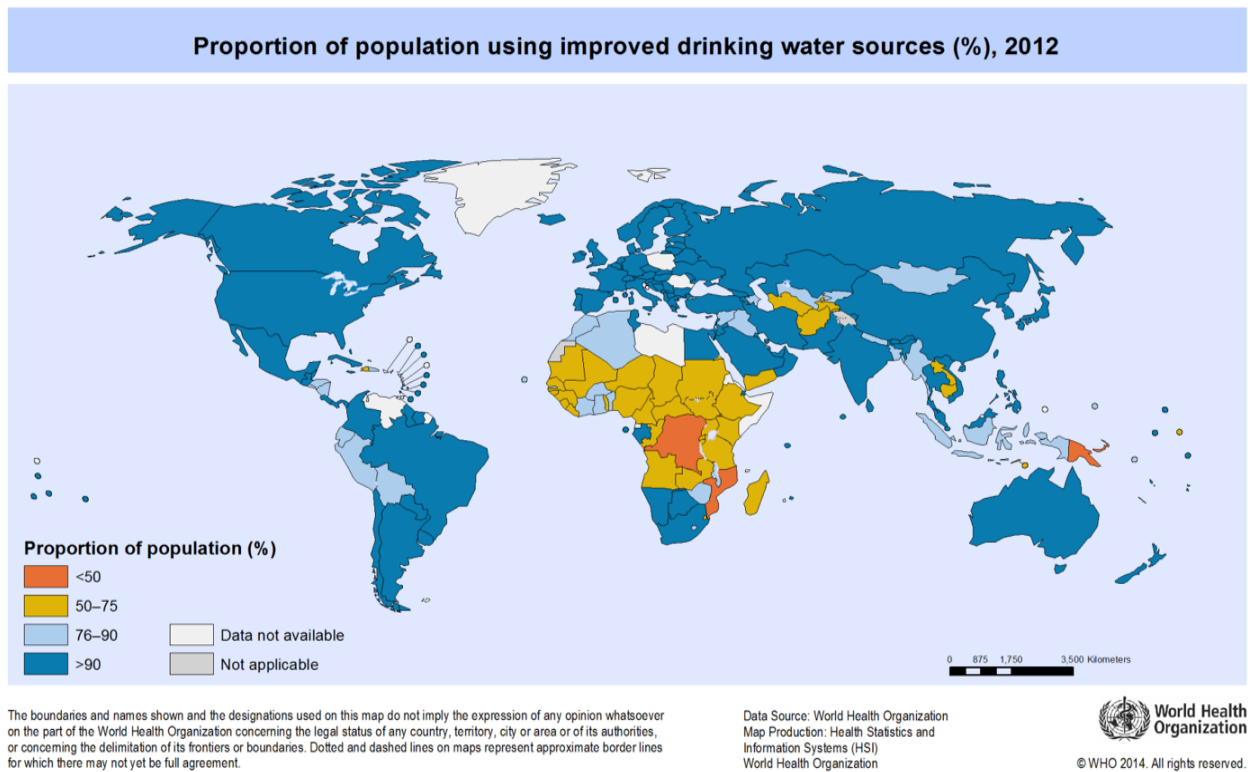 Proportion of population using improved drinking water sources (%), 2012
Proportion of population (%)
<50
50–75
76–90
>90
Data not available
Not applicable
0 875 1,750 3,500 Kilometers
The boundaries and names shown and the designations used on this map do not imply the expression of any opinion whatsoever
on the part of the World Health Organization concerning the legal status of any country, territory, city or area or of its authorities,
or concerning the delimitation of its frontiers or boundaries. Dotted and dashed lines on maps represent approximate border lines
for which there may not yet be full agreement.
Data Source: World Health Organization
Map Production: Health Statistics and
Information Systems (HSI)
World Health Organization
World Health
Organization
© WHO 2014. All rights reserved.